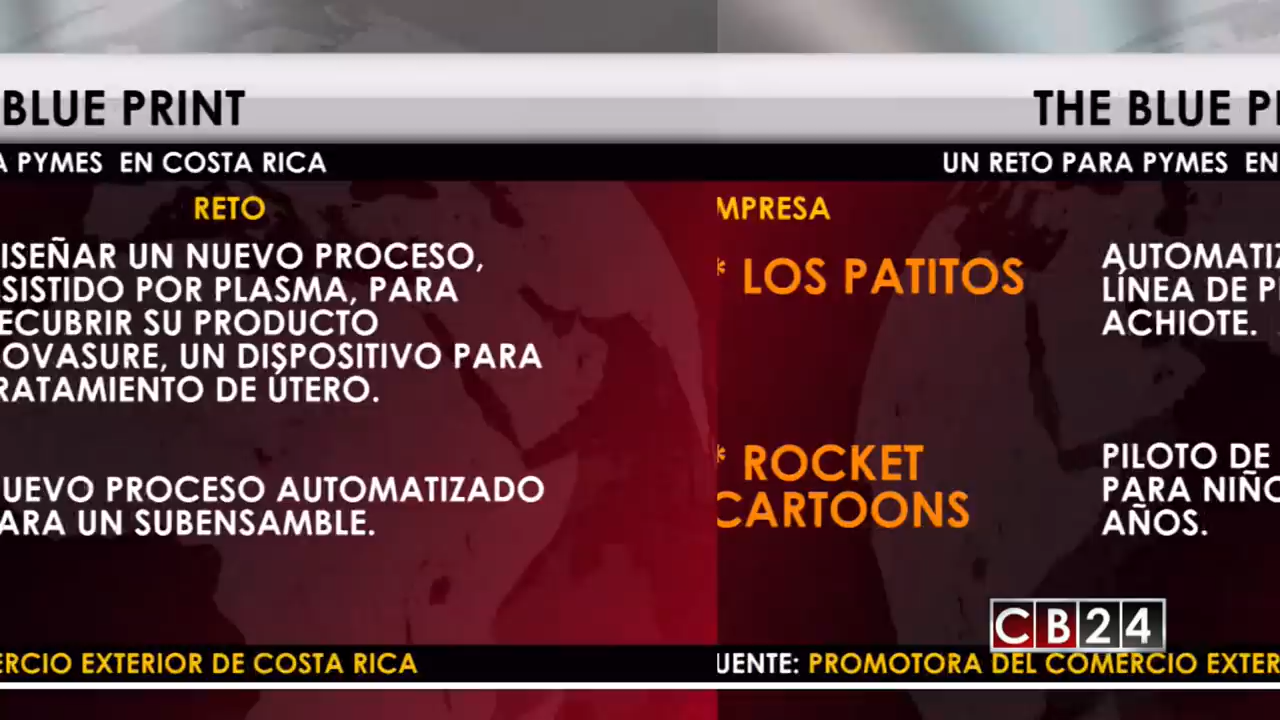 BLUE PRINT
PYMES EN COSTA RICA
RETO
ISEÑAR UN NUEVO PROCESO,
SISTIDO POR PLASMA, PARA
ECUBRIR SU PRODUCTO
OVASURE, UN DISPOSITIVO PARA
RATAMIENTO DE ÚTERO.
UEVO PROCESO AUTOMATIZADO
ARA UN SUBENSAMBLE.
ERCIO EXTERIOR DE COSTA RICA
THE BLUE
UN RETO PARA PYMES EN
MPRESA
* LOS PATITOS
AUTOMATIZ
LÍNEA DE P
ACHIOTE.
* ROCKET
CARTOONS
PILOTO DE
PARA NIÑO
AÑOS.
CB24
UENTE: PROMOTORA DEL COMERCIO EXTER